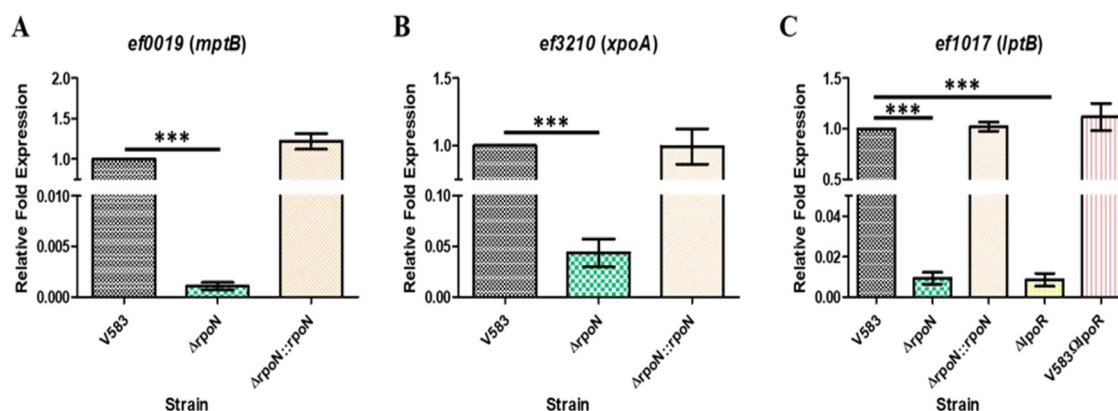 A
ef0019 (mptB)
Relative Fold Expression
2.0
1.5
1.0
0.010
0.005
0.000
***
V583
ΔrpoN
ΔrpoN::rpoN
Strain
B
ef3210 (xpoA)
Relative Fold Expression
1.5
1.0
0.10
0.05
0.00
***
V583
ΔrpoN
ΔrpoN::rpoN
Strain
C
ef1017 (lptB)
Relative Fold Expression
1.5
1.0
0.5
0.04
0.02
0.00
***
***
V583
ΔrpoN
ΔrpoN::rpoN
ΔlpoR
V583ΩlpoR
Strain